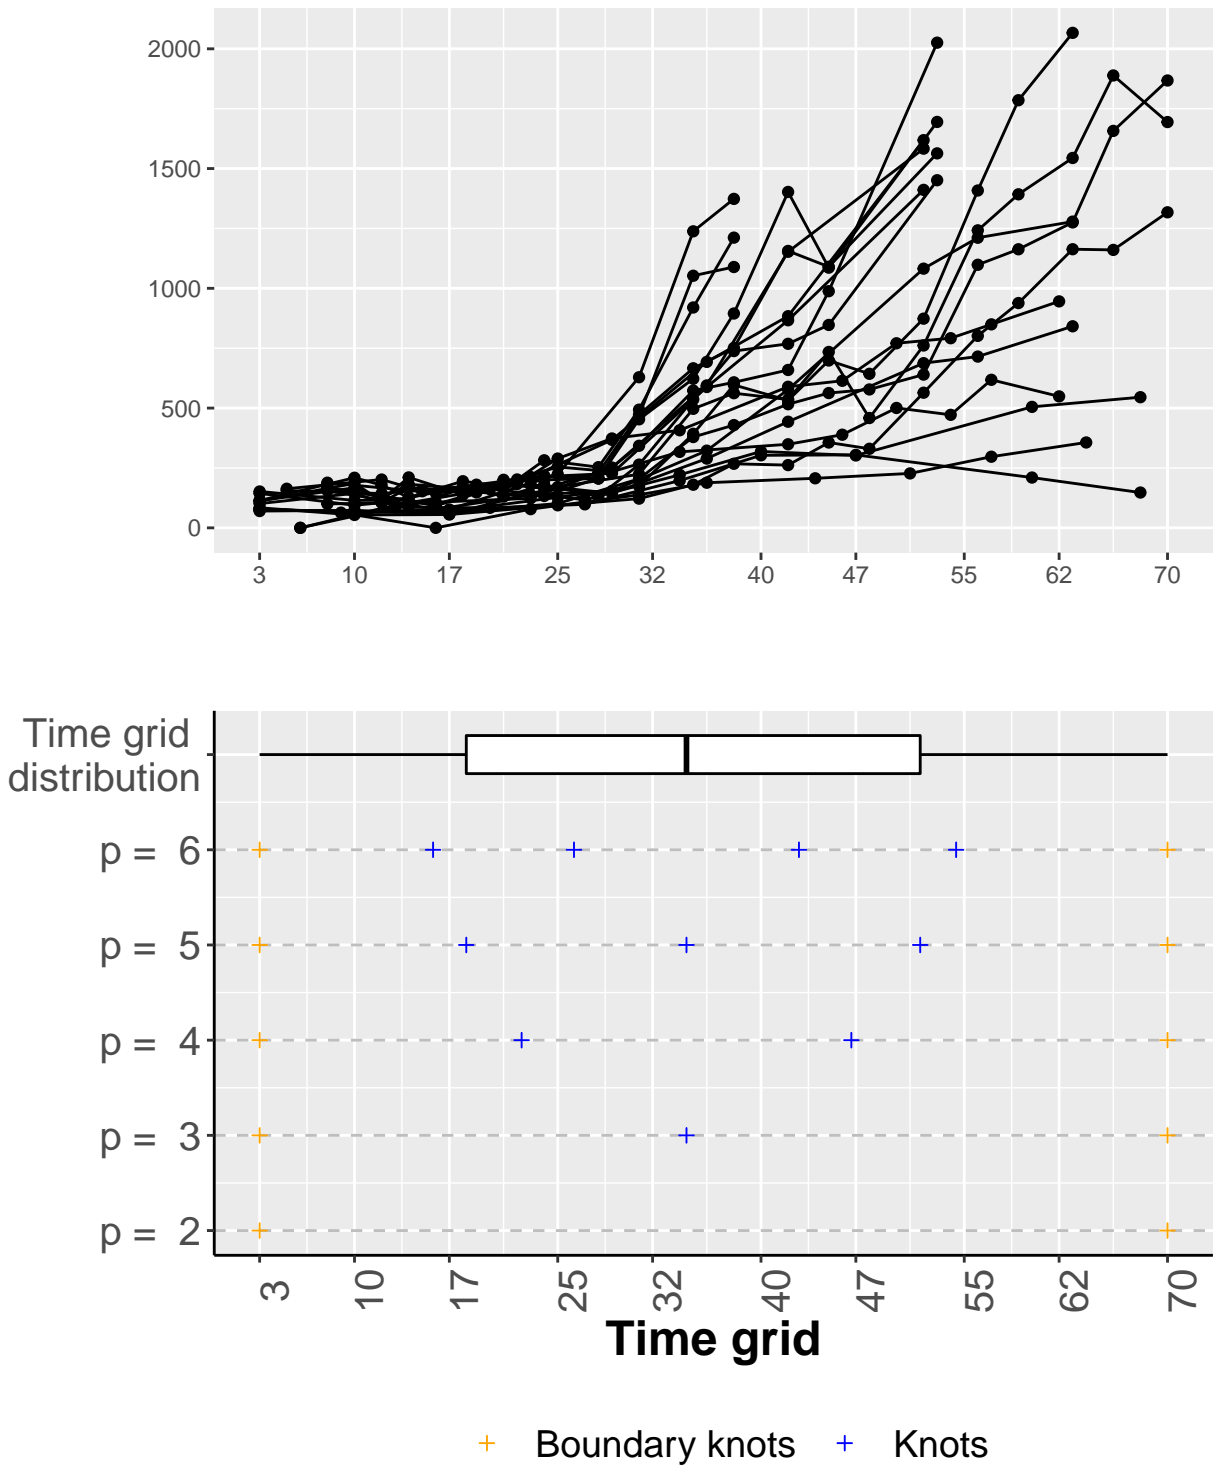 2000
1500
1000
500
0
3 10 17 25 32 40 47 55 62 70
Time grid
distribution
p = 6
p = 5
p = 4
p = 3
p = 2
3 10 17 25 32 40 47 55 62 70
Time grid
Boundary knots Knots